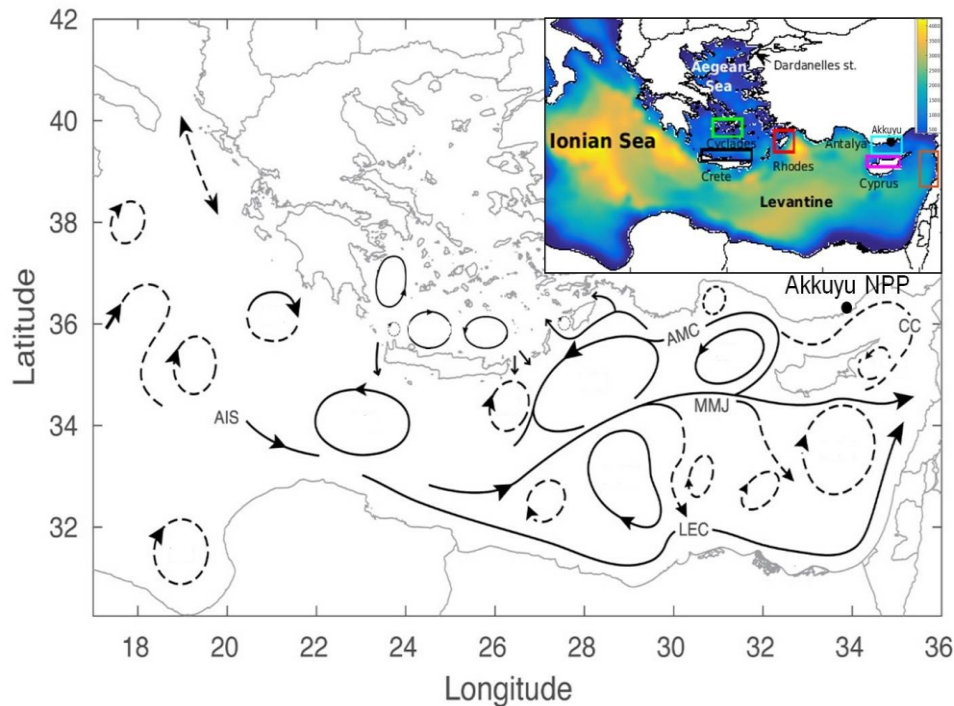 42
40
38
36
34
32
Latitude
18
20
22
24
26
28
30
32
34
36
Longitude
Akkuyu NPP
CC
AMC
MMJ
AIS
LEC
Aegean
Sea
Dardanelles st.
Ionian Sea
Cyclades
Crete
Rhodes
Antalya
Akkuyu
Cyprus
Levantine